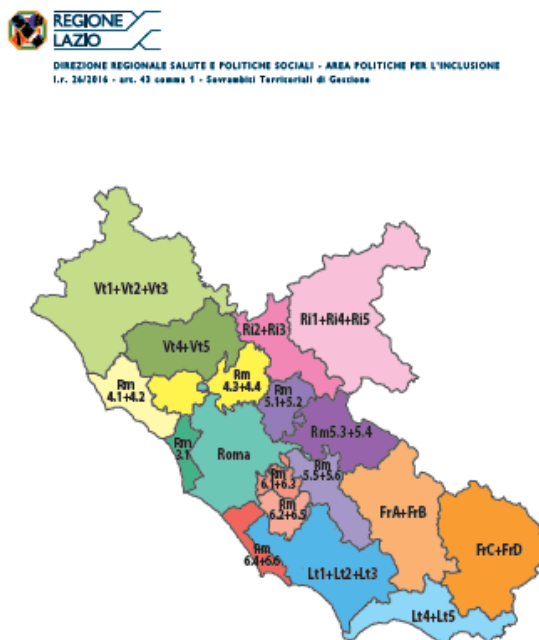 REGIONE
LAZIO
DIREZIONE REGIONALE SALUTE E POLITICHE SOCIALI - AREA POLITICHE PER L'INCLUSIONE
l.r. 26/2016 - art. 43 comma 1 - Sovrambiti Territoriali di Gestione
Vt1+Vt2+Vt3
Ri1+Ri4+Ri5
Ri2+Ri3
Vt4+Vt5
Rm
4.3+4.4
Rm
4.1+4.2
Rm
5.1+5.2
Rm5.3+5.4
Rm
3.1
Roma
Rm
5.5+5.6
Rm
6.1+6.3
Rm
6.2+6.5
FrA+FrB
FrC+FrD
Rm
6.4+6.6
Lt1+Lt2+Lt3
Lt4+Lt5